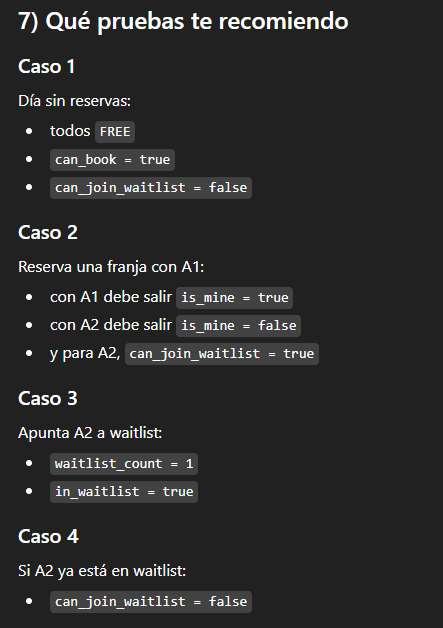 7) Qué pruebas te recomiendo
Caso 1
Día sin reservas:
• todos FREE
• can_book = true
• can_join_waitlist = false
Caso 2
Reserva una franja con A1:
• con A1 debe salir is_mine = true
• con A2 debe salir is_mine = false
• y para A2, can_join_waitlist = true
Caso 3
Apunta A2 a waitlist:
• waitlist_count = 1
• in_waitlist = true
Caso 4
Si A2 ya está en waitlist:
• can_join_waitlist = false